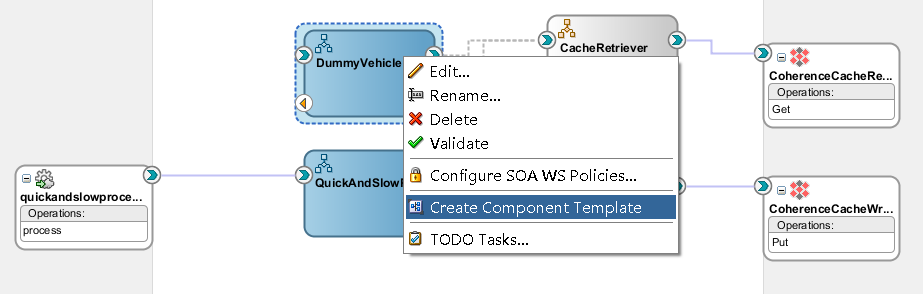 DummyVehicle
CacheRetriever
CoherenceCacheRe...
Operations:
Get
Edit...
Rename...
Delete
Validate
Configure SOA WS Policies...
Create Component Template
TODO Tasks...
quickandslowproce...
Operations:
process
QuickAndSlow
CoherenceCacheWr...
Operations:
Put